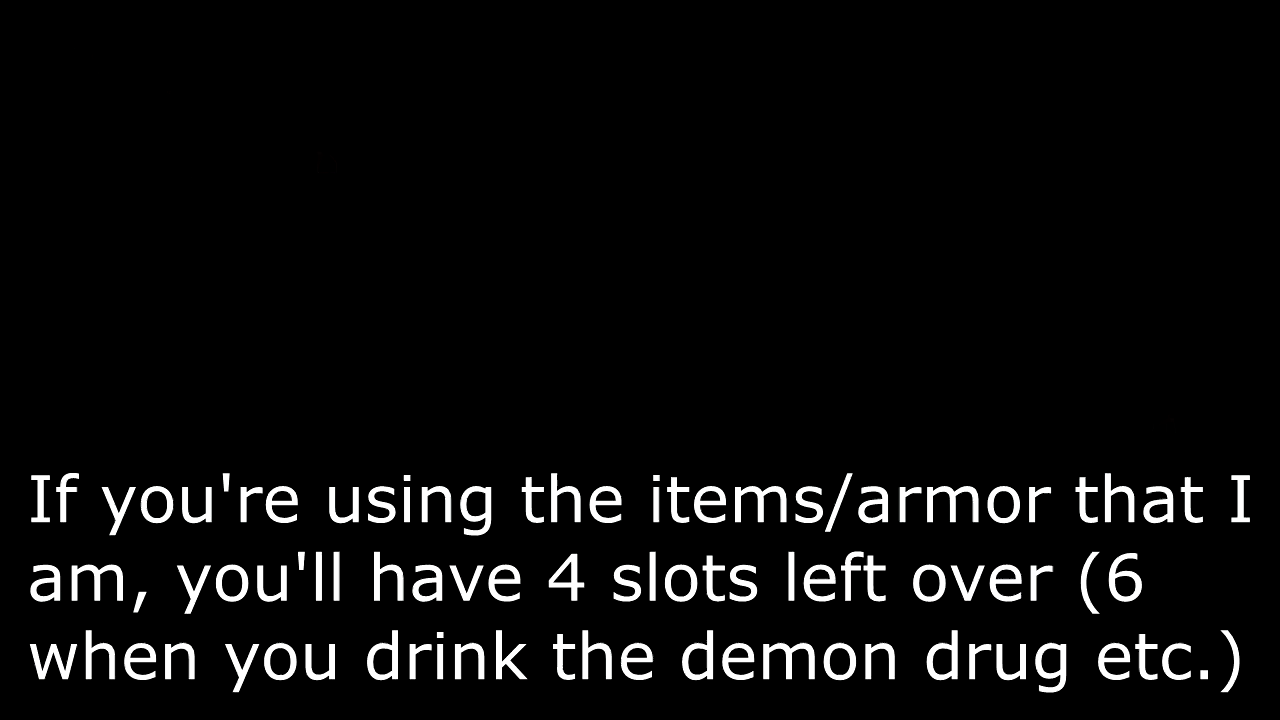 If you're using the items/armor that I
am, you'll have 4 slots left over (6
when you drink the demon drug etc.)